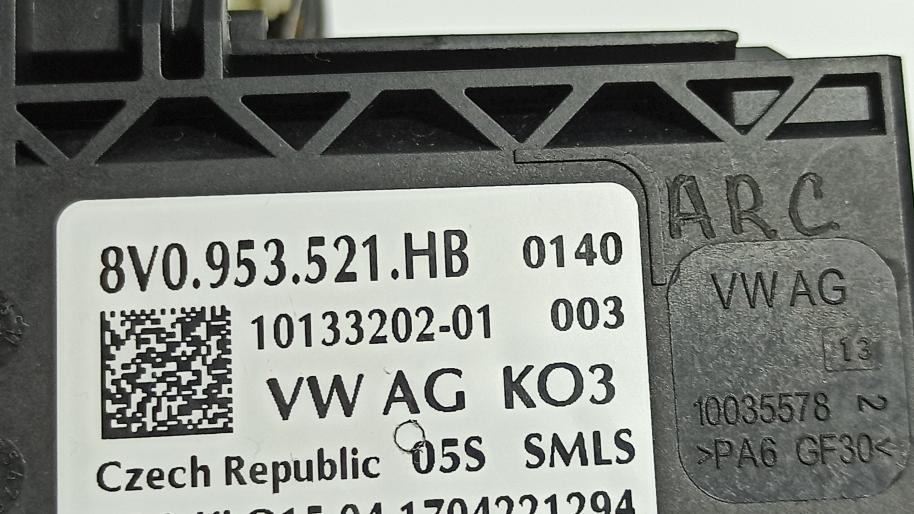 8V0.953.521.HB 0140
10133202-01 003
VW AG KO3
Czech Republic 05S SMLS
ARC
VW AG
13
10035578 2
>PA6 GF30<